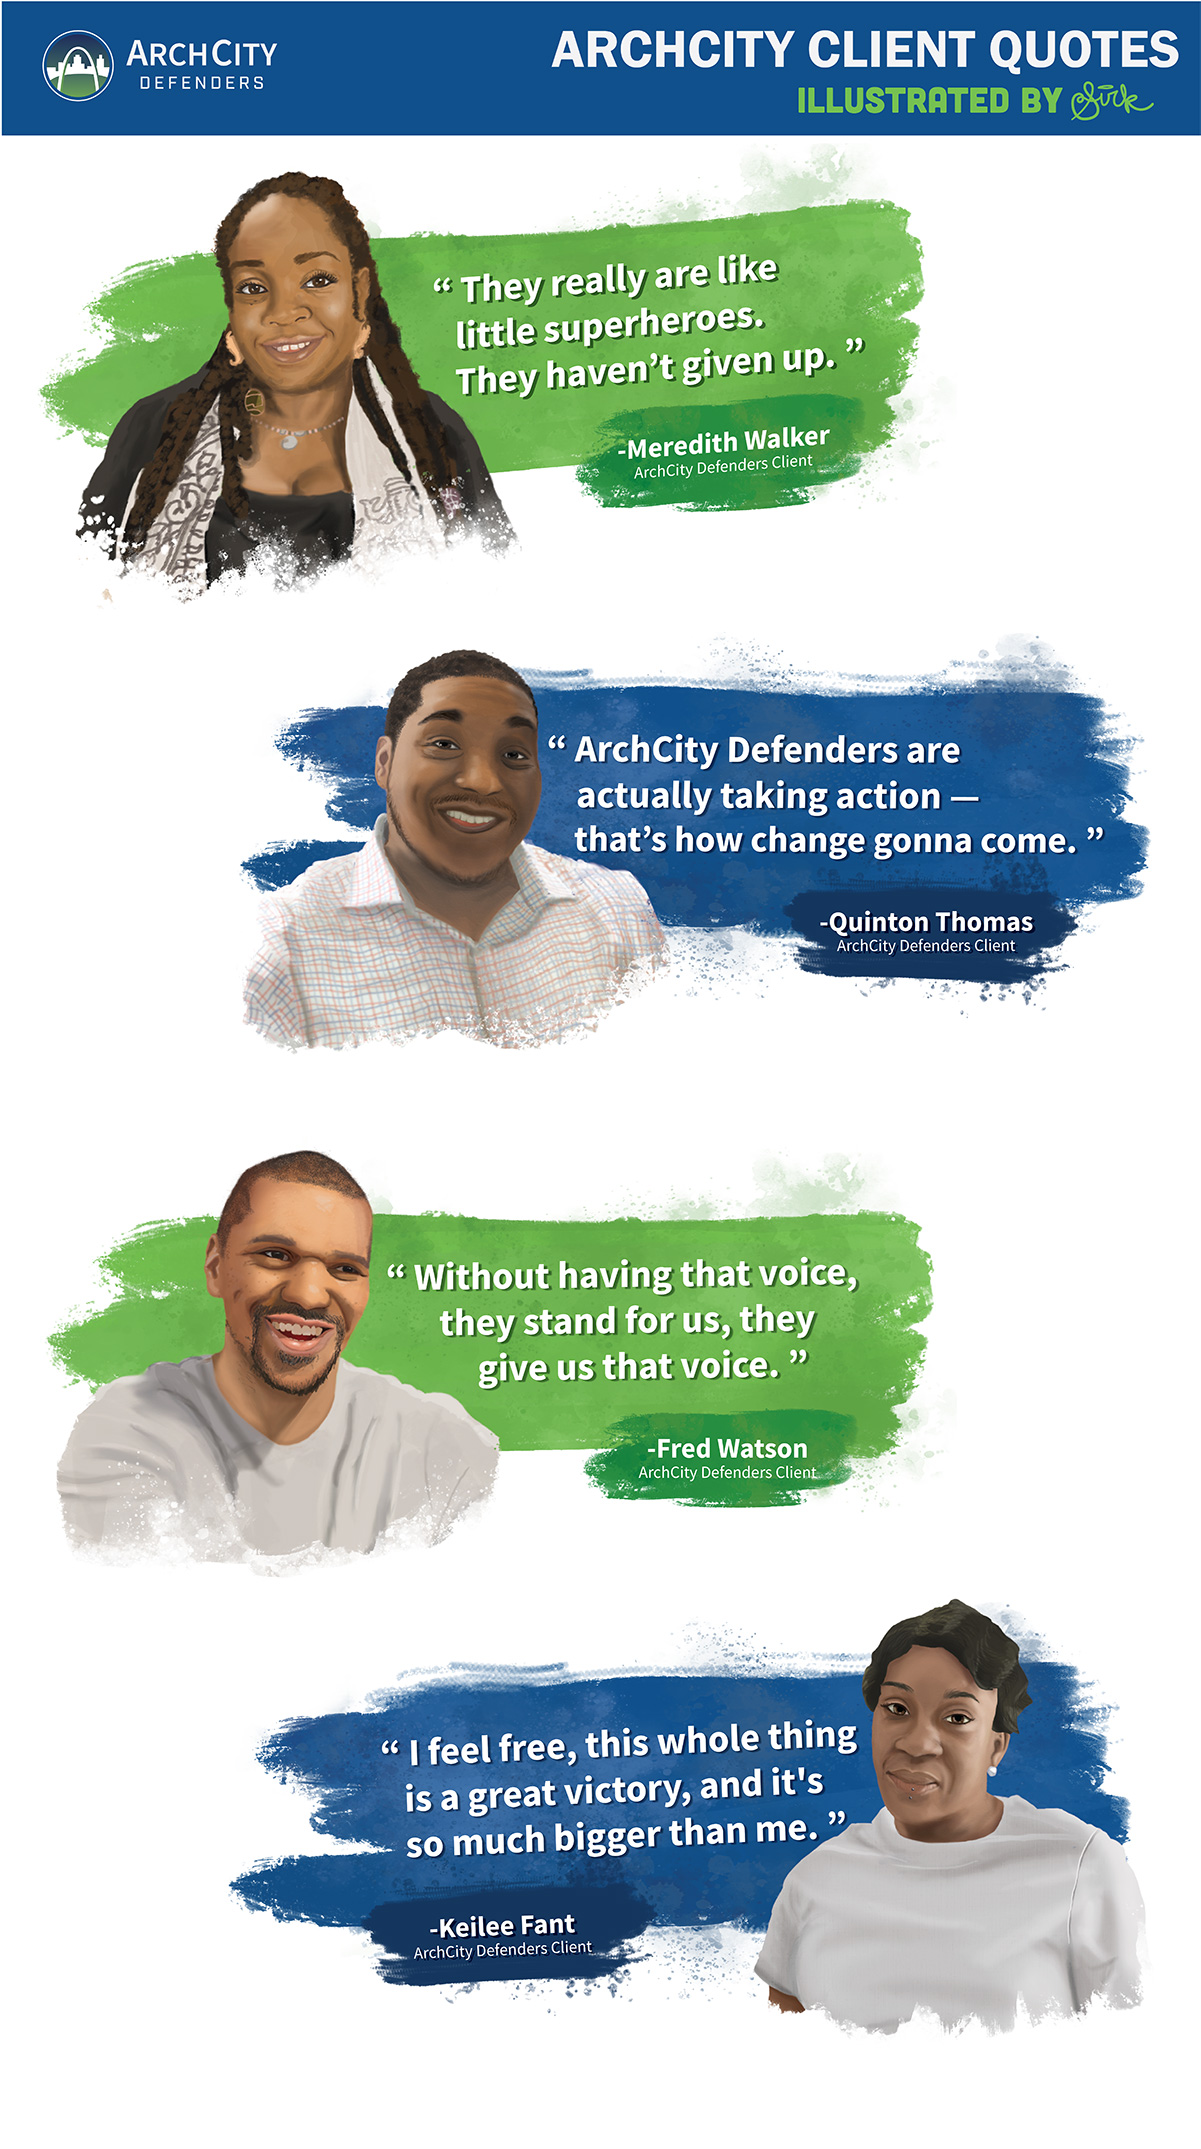 ARCHCITY
DEFENDERS
ARCHCITY CLIENT QUOTES
ILLUSTRATED BY Sirk
“ They really are like
little superheroes.
They haven’t given up. ”
-Meredith Walker
ArchCity Defenders Client
“ ArchCity Defenders are
actually taking action —
that’s how change gonna come. ”
-Quinton Thomas
ArchCity Defenders Client
“ Without having that voice,
they stand for us, they
give us that voice. ”
-Fred Watson
ArchCity Defenders Client
“ I feel free, this whole thing
is a great victory, and it's
so much bigger than me. ”
-Keilee Fant
ArchCity Defenders Client